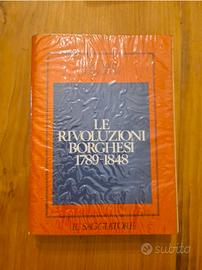 LE
RIVOLUZIONI
BORGHESI
1789-1848
IL SAGGIATORE
subito